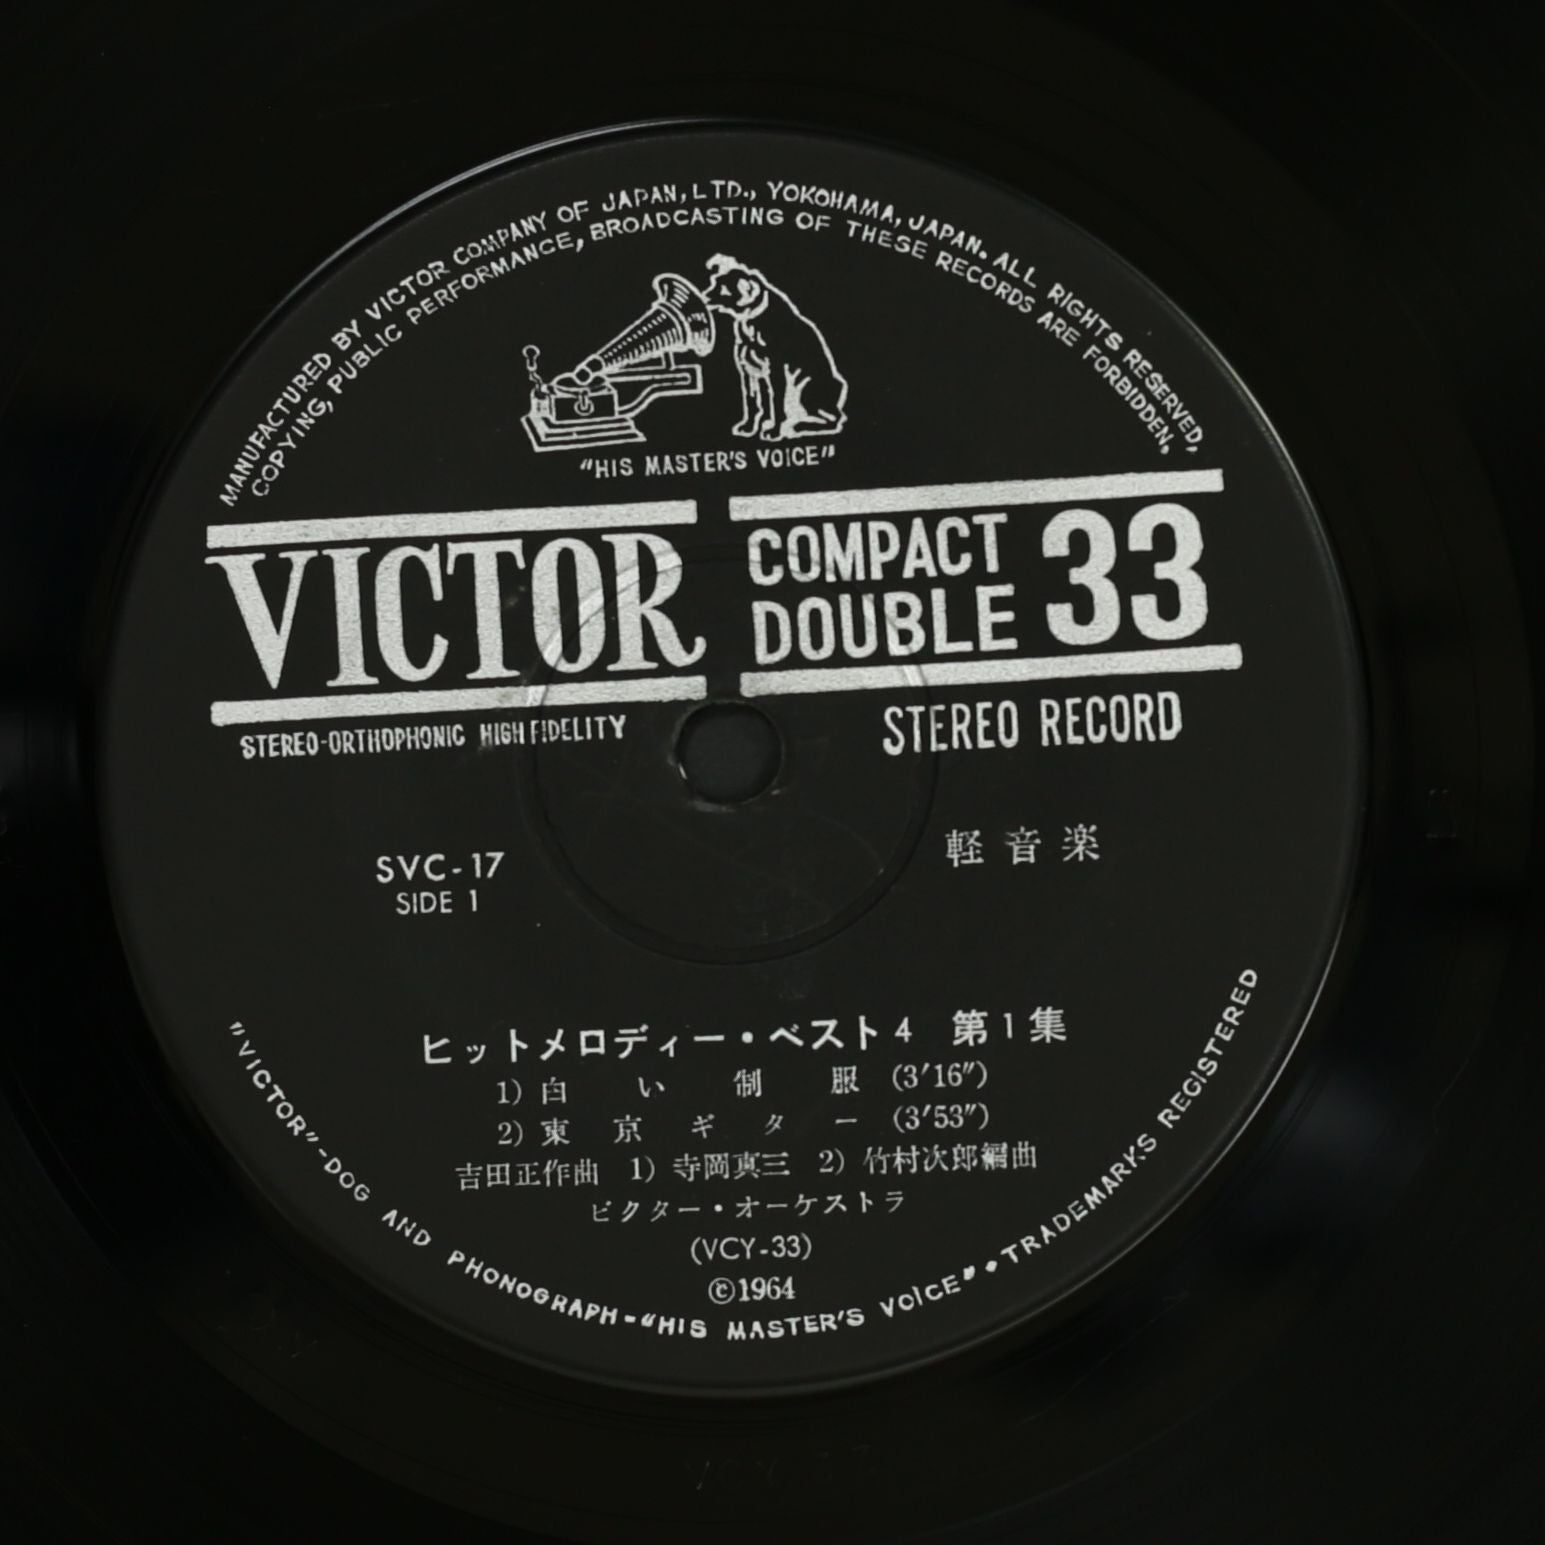 MANUFACTURED BY VICTOR COMPANY OF JAPAN, LTD., YOKOHAMA, JAPAN. ALL RIGHTS RESERVED,
COPYING, PUBLIC PERFORMANCE, BROADCASTING OF THESE RECORDS ARE FORBIDDEN.
"HIS MASTER'S VOICE"
VICTOR
COMPACT
DOUBLE
33
STEREO-ORTHOPHONIC HIGH FIDELITY
STEREO RECORD
SVC-17
SIDE 1
軽音楽
ヒットメロディー・ベスト4 第1集
1) 白い制服 (3′16″)
2) 東京ギター (3′53″)
吉田正作曲 1) 寺岡真三 2) 竹村次郎編曲
ビクター・オーケストラ
(VCY-33)
©1964
"VICTOR"-DOG AND PHONOGRAPH-"HIS MASTER'S VOICE"•TRADEMARKS REGISTERED